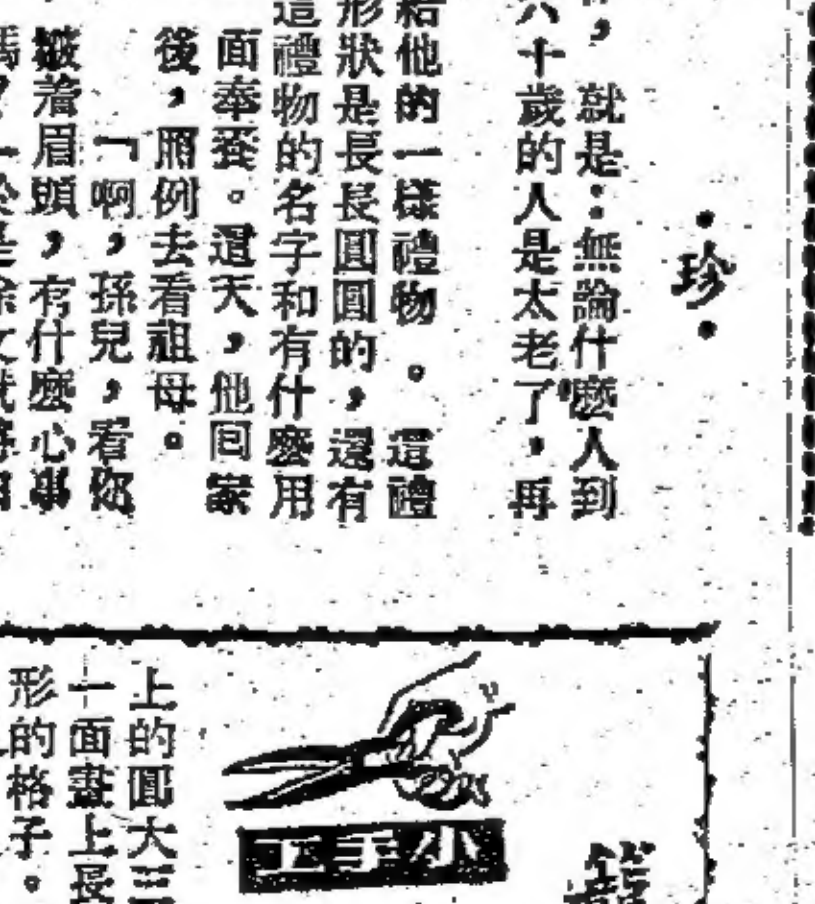 ·珍·
，就是：無論什麼人到
六十歲的人是太老了，再
給他的一樣禮物。這禮
形狀是長長圓圓的，還有
這禮物的名字和有什麼用
面奉養。這天，他回家
後，照例去看祖母。
「啊，孫兒，看你
皺着眉頭，有什麼心事
小手工
上的圓大三
一面畫上長
形的格子。